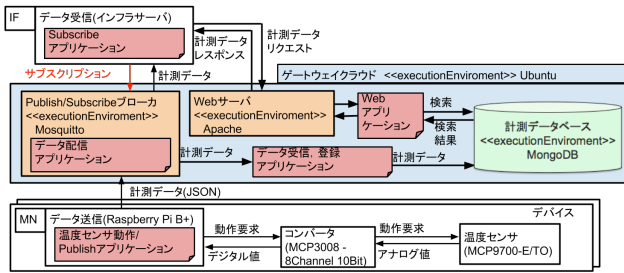 IF
データ受信(インフラサーバ)
Subscribe
アプリケーション
計測データ
レスポンス
計測データ
リクエスト
サブスクリプション
計測データ
ゲートウェイクラウド <<executionEnviroment>> Ubuntu
Publish/Subscribeブローカ
<<executionEnviroment>>
Mosquitto
データ配信
アプリケーション
Webサーバ
<<executionEnviroment>>
Apache
Web
アプリ
ケーション
検索
検索
結果
計測データベース
<<executionEnviroment>>
MongoDB
計測データ
データ受信, 登録
アプリケーション
計測データ
計測データ(JSON)
デバイス
MN
データ送信(Raspberry Pi B+)
温度センサ動作/
Publishアプリケーション
動作要求
デジタル値
コンバータ
(MCP3008 -
8Channel 10Bit)
動作要求
アナログ値
温度センサ
(MCP9700-E/TO)